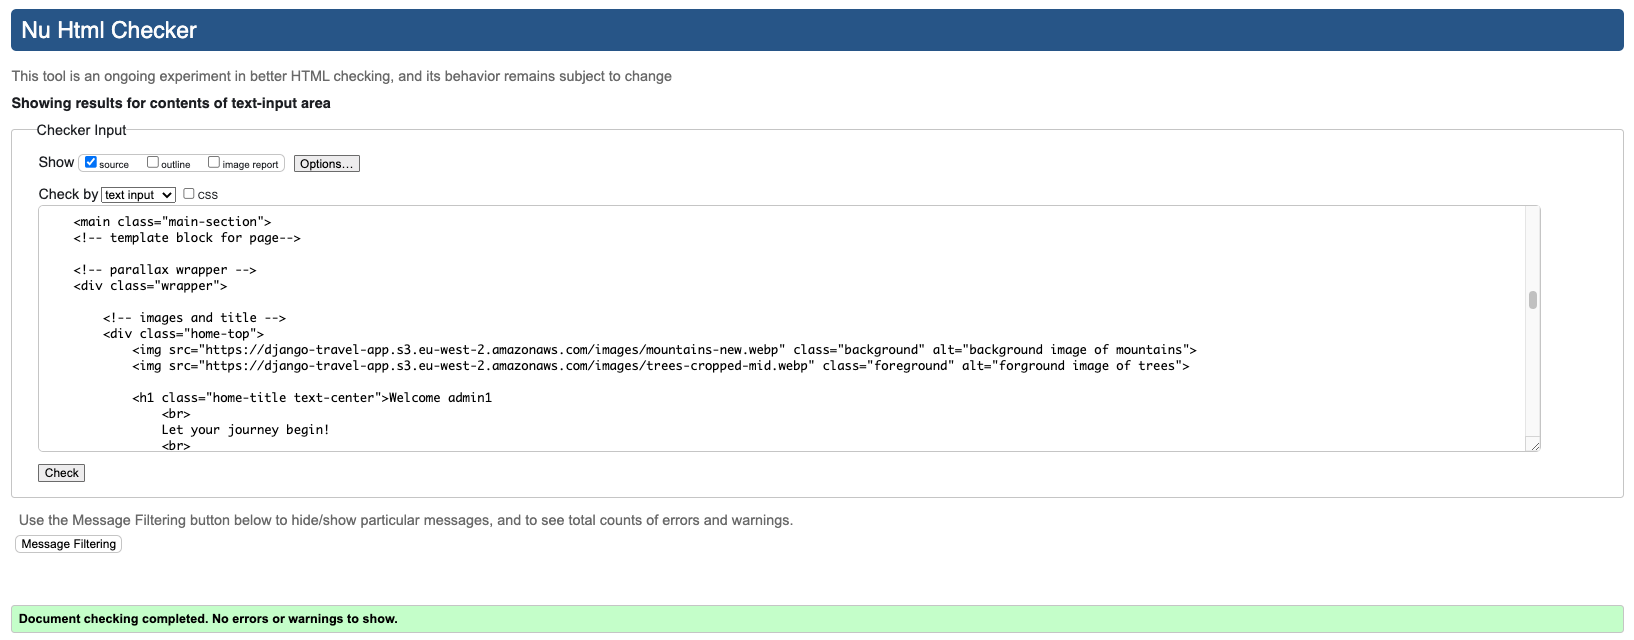 Nu Html Checker
This tool is an ongoing experiment in better HTML checking, and its behavior remains subject to change
Showing results for contents of text-input area
Checker Input
Show source outline image report Options...
Check by text input CSS
<main class="main-section">
<!-- template block for page-->
<!-- parallax wrapper -->
<div class="wrapper">
<!-- images and title -->
<div class="home-top">
<img src="https://django-travel-app.s3.eu-west-2.amazonaws.com/images/mountains-new.webp" class="background" alt="background image of mountains">
<img src="https://django-travel-app.s3.eu-west-2.amazonaws.com/images/trees-cropped-mid.webp" class="foreground" alt="forground image of trees">
<h1 class="home-title text-center">Welcome admin1
<br>
Let your journey begin!
<br>
Check
Use the Message Filtering button below to hide/show particular messages, and to see total counts of errors and warnings.
Message Filtering
Document checking completed. No errors or warnings to show.